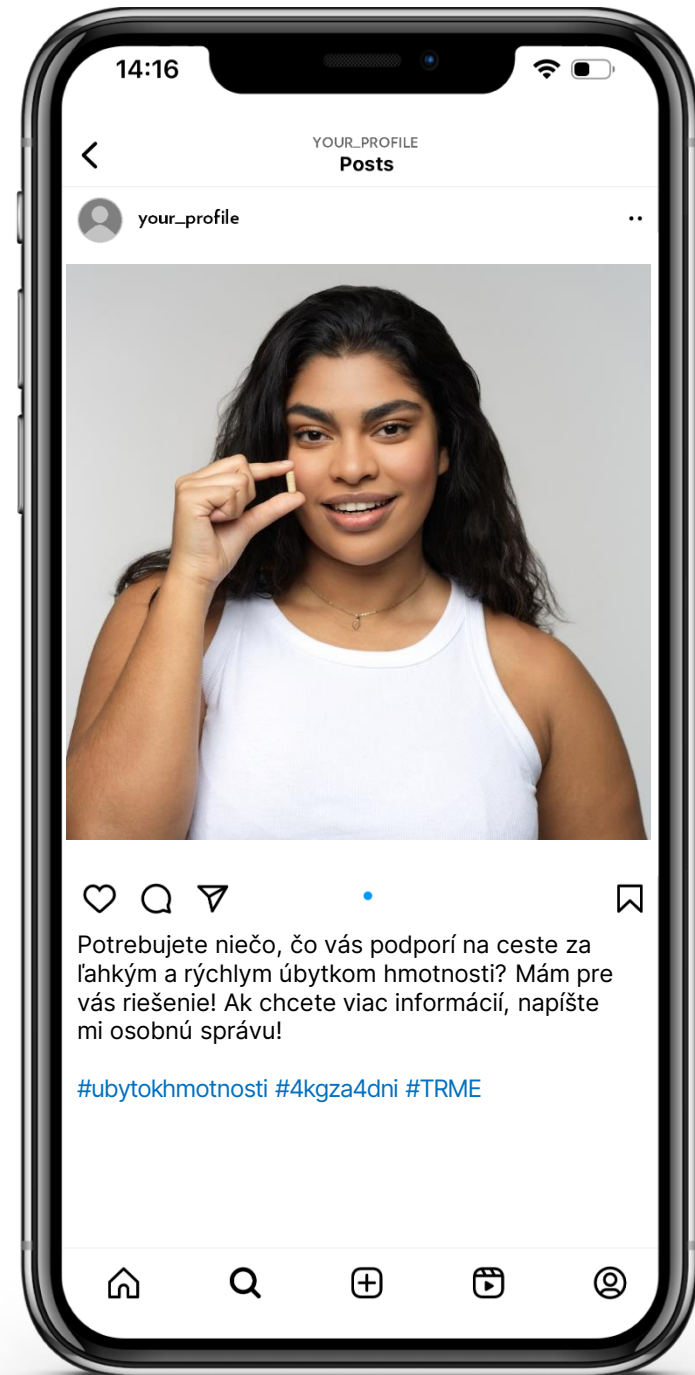 14:16
YOUR_PROFILE
Posts
your_profile
Potrebujete niečo, čo vás podporí na ceste za
ľahkým a rýchlym úbytkom hmotnosti? Mám pre
vás riešenie! Ak chcete viac informácií, napíšte
mi osobnú správu!
#ubytokhmotnosti #4kgza4dni #TRME